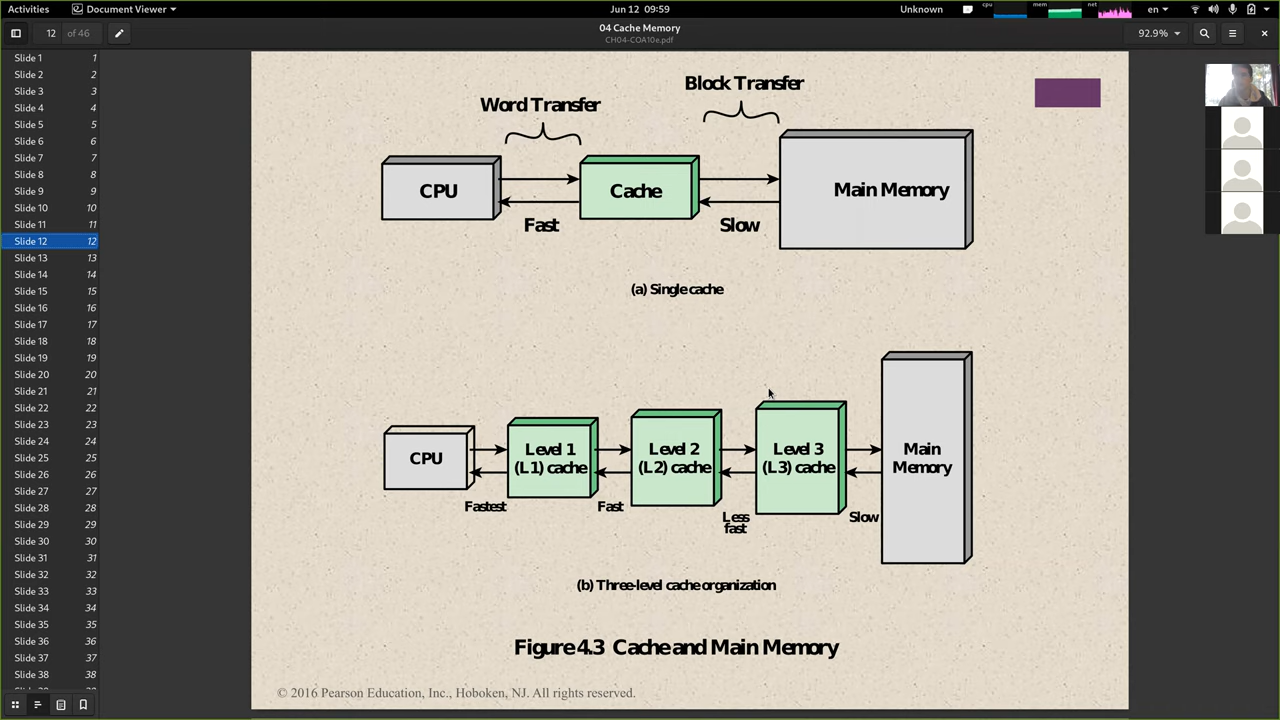 Activities
Document Viewer
Jun 12 09:59
Unknown
cpu
mem
net
en
12 of 46
04 Cache Memory
CH04-COA10e.pdf
92.9%
Slide 1 1
Slide 2 2
Slide 3 3
Slide 4 4
Slide 5 5
Slide 6 6
Slide 7 7
Slide 8 8
Slide 9 9
Slide 10 10
Slide 11 11
Slide 12 12
Slide 13 13
Slide 14 14
Slide 15 15
Slide 16 16
Slide 17 17
Slide 18 18
Slide 19 19
Slide 20 20
Slide 21 21
Slide 22 22
Slide 23 23
Slide 24 24
Slide 25 25
Slide 26 26
Slide 27 27
Slide 28 28
Slide 29 29
Slide 30 30
Slide 31 31
Slide 32 32
Slide 33 33
Slide 34 34
Slide 35 35
Slide 36 36
Slide 37 37
Slide 38 38
Word Transfer
Block Transfer
CPU
Cache
Main Memory
Fast
Slow
(a) Single cache
CPU
Level 1
(L1) cache
Level 2
(L2) cache
Level 3
(L3) cache
Main
Memory
Fastest
Fast
Less
fast
Slow
(b) Three-level cache organization
Figure 4.3 Cache and Main Memory
© 2016 Pearson Education, Inc., Hoboken, NJ. All rights reserved.